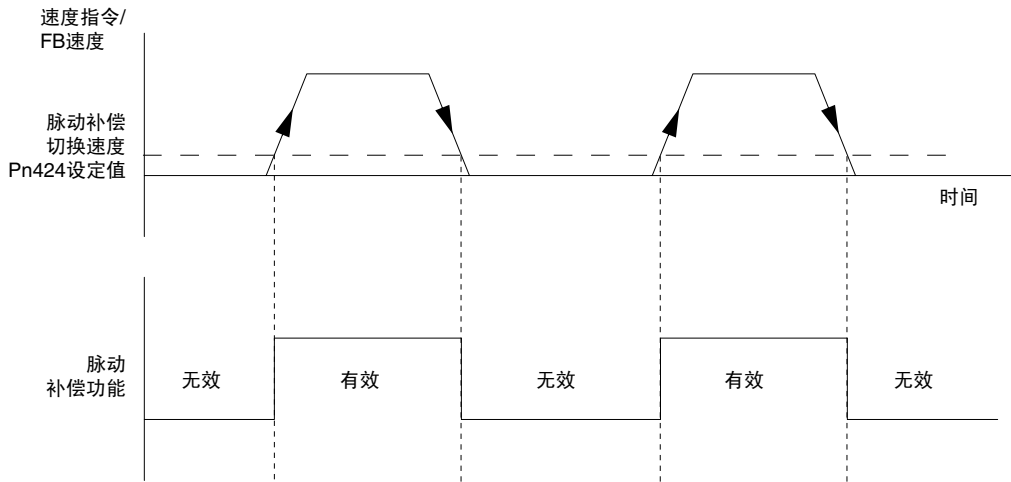 速度指令/
FB速度
脉动补偿
切换速度
Pn424设定值
时间
脉动
补偿功能
无效
有效
无效
有效
无效